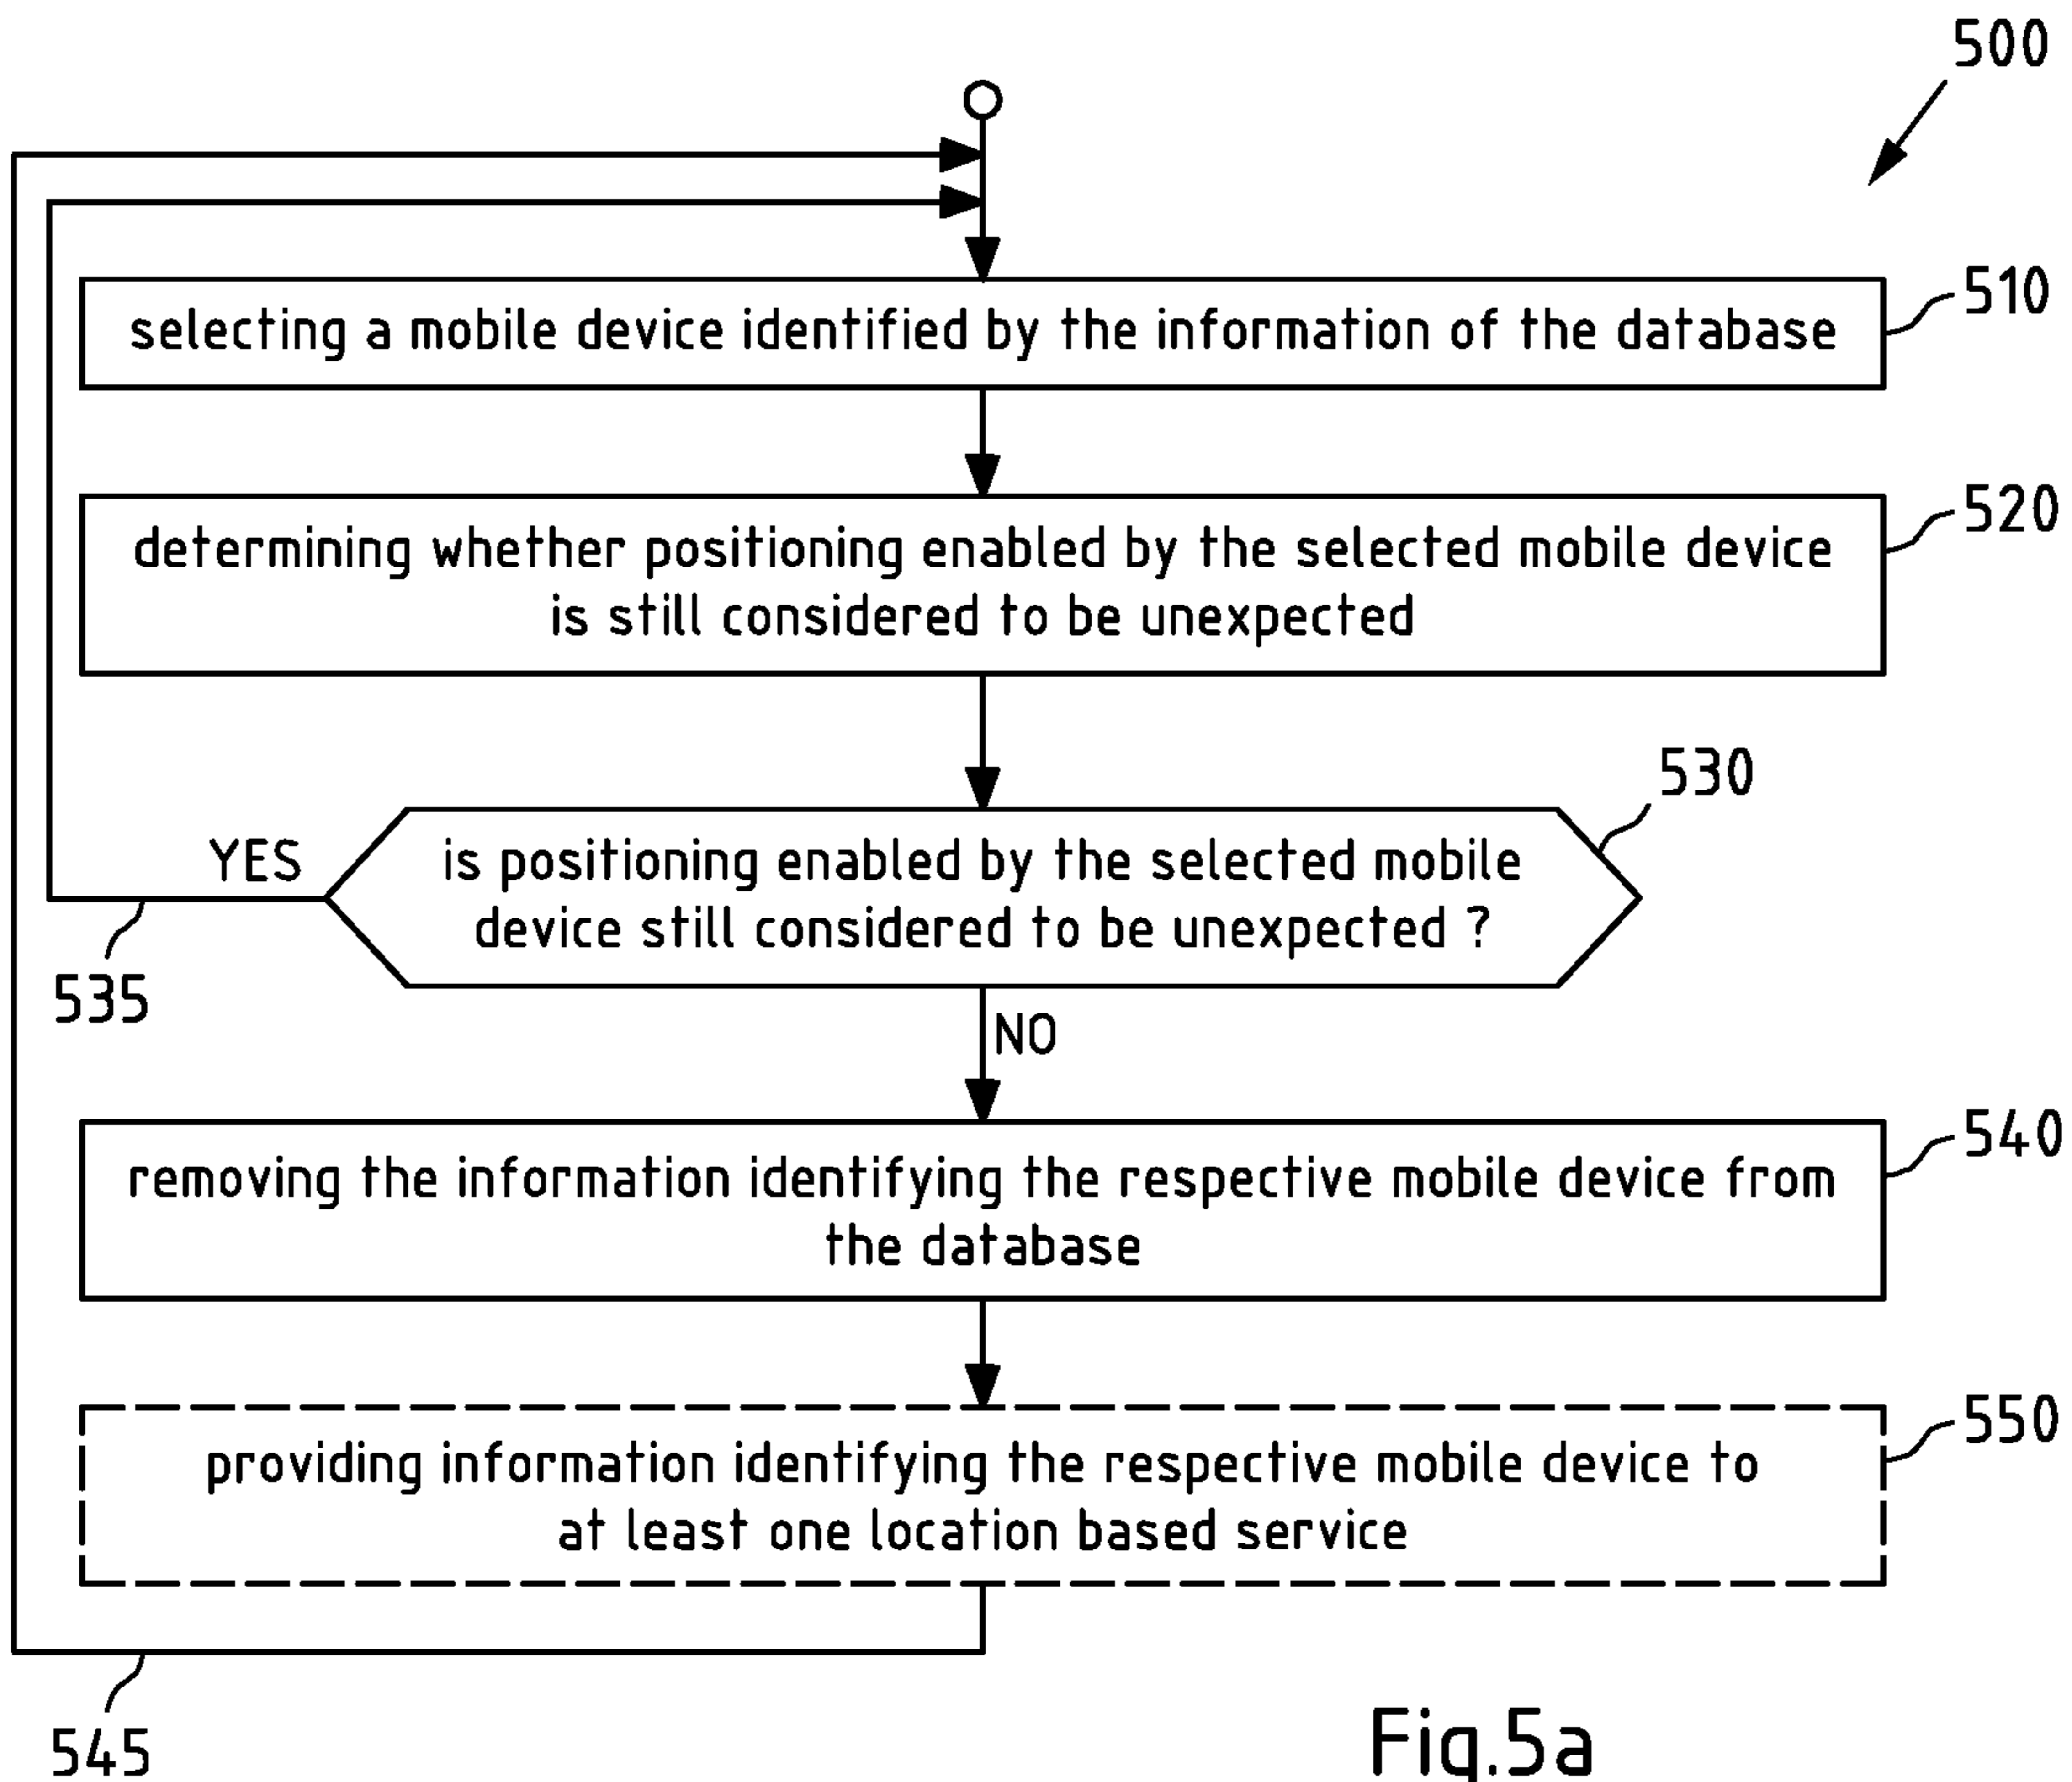 500
selecting a mobile device identified by the information of the database
510
determining whether positioning enabled by the selected mobile device
is still considered to be unexpected
520
530
YES
is positioning enabled by the selected mobile
device still considered to be unexpected ?
535
NO
removing the information identifying the respective mobile device from
the database
540
providing information identifying the respective mobile device to
at least one location based service
550
545
Fig.5a